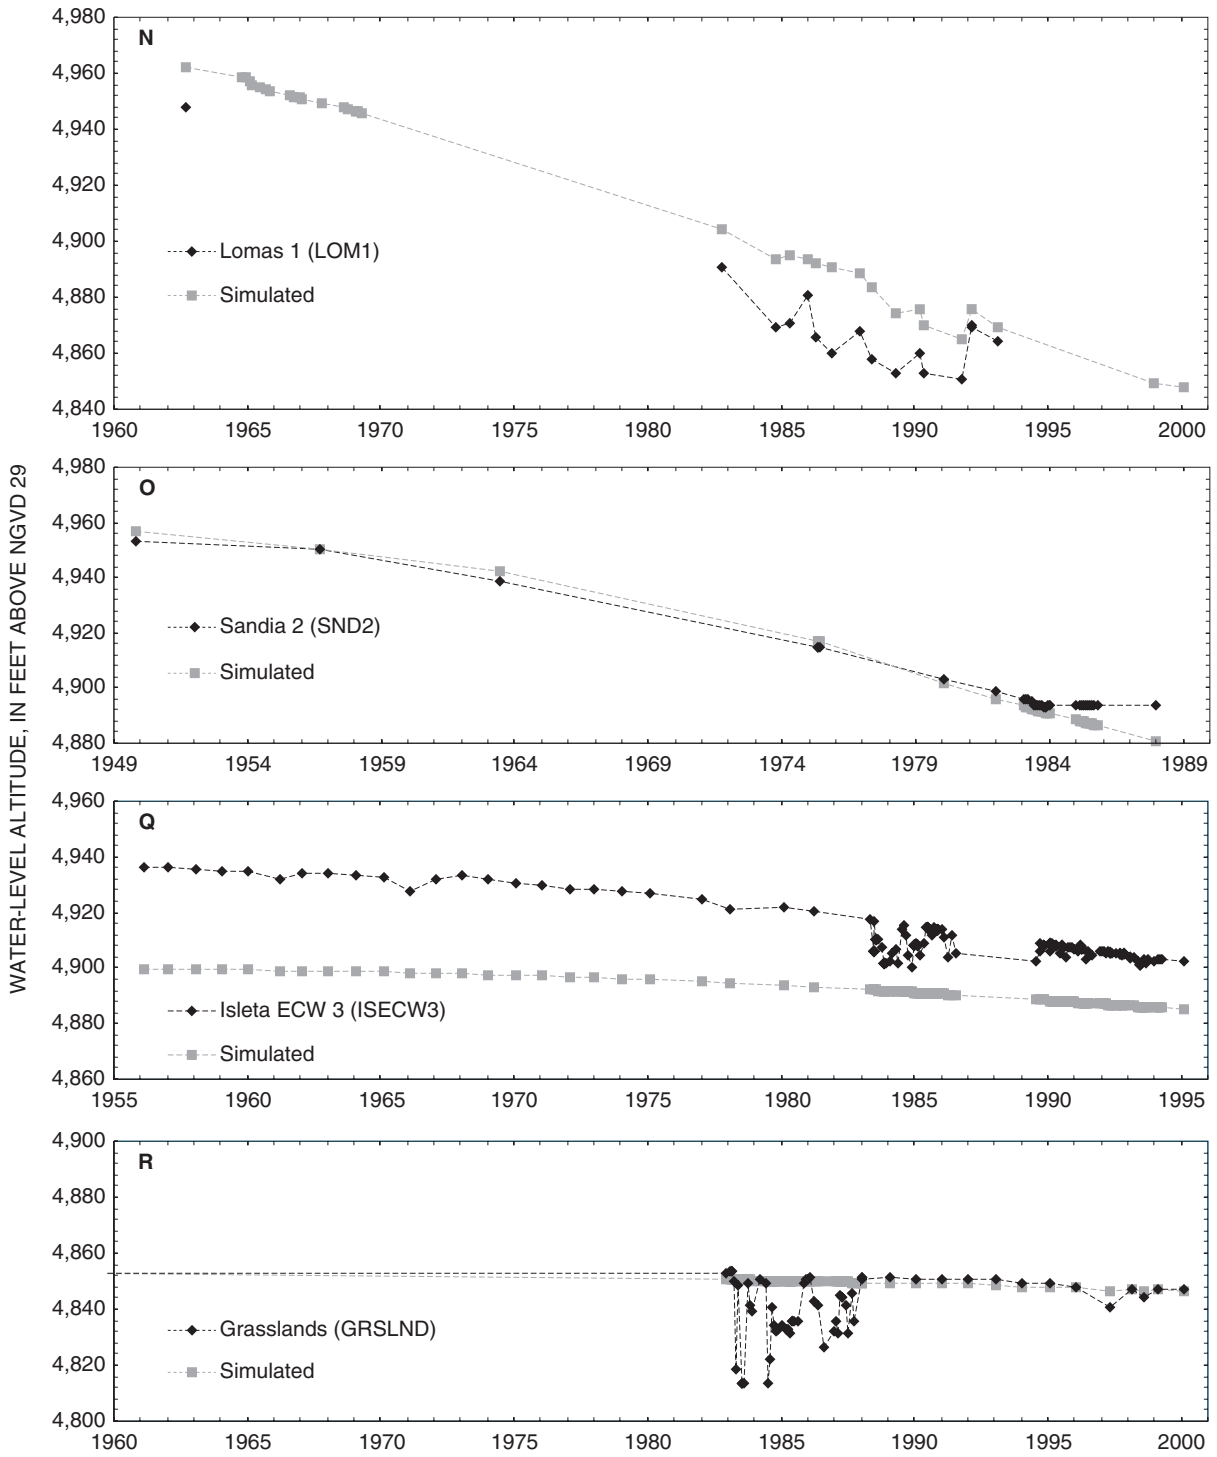 WATER-LEVEL ALTITUDE, IN FEET ABOVE NGVD 29
4,980
N
4,960
4,940
4,920
4,900
Lomas 1 (LOM1)
4,880
Simulated
4,860
4,840
1960 1965 1970 1975 1980 1985 1990 1995 2000
4,980
O
4,960
4,940
4,920
Sandia 2 (SND2)
4,900
Simulated
4,880
1949 1954 1959 1964 1969 1974 1979 1984 1989
4,960
Q
4,940
4,920
4,900
Isleta ECW 3 (ISECW3)
4,880
Simulated
4,860
1955 1960 1965 1970 1975 1980 1985 1990 1995
4,900
R
4,880
4,860
4,840
Grasslands (GRSLND)
4,820
Simulated
4,800
1960 1965 1970 1975 1980 1985 1990 1995 2000